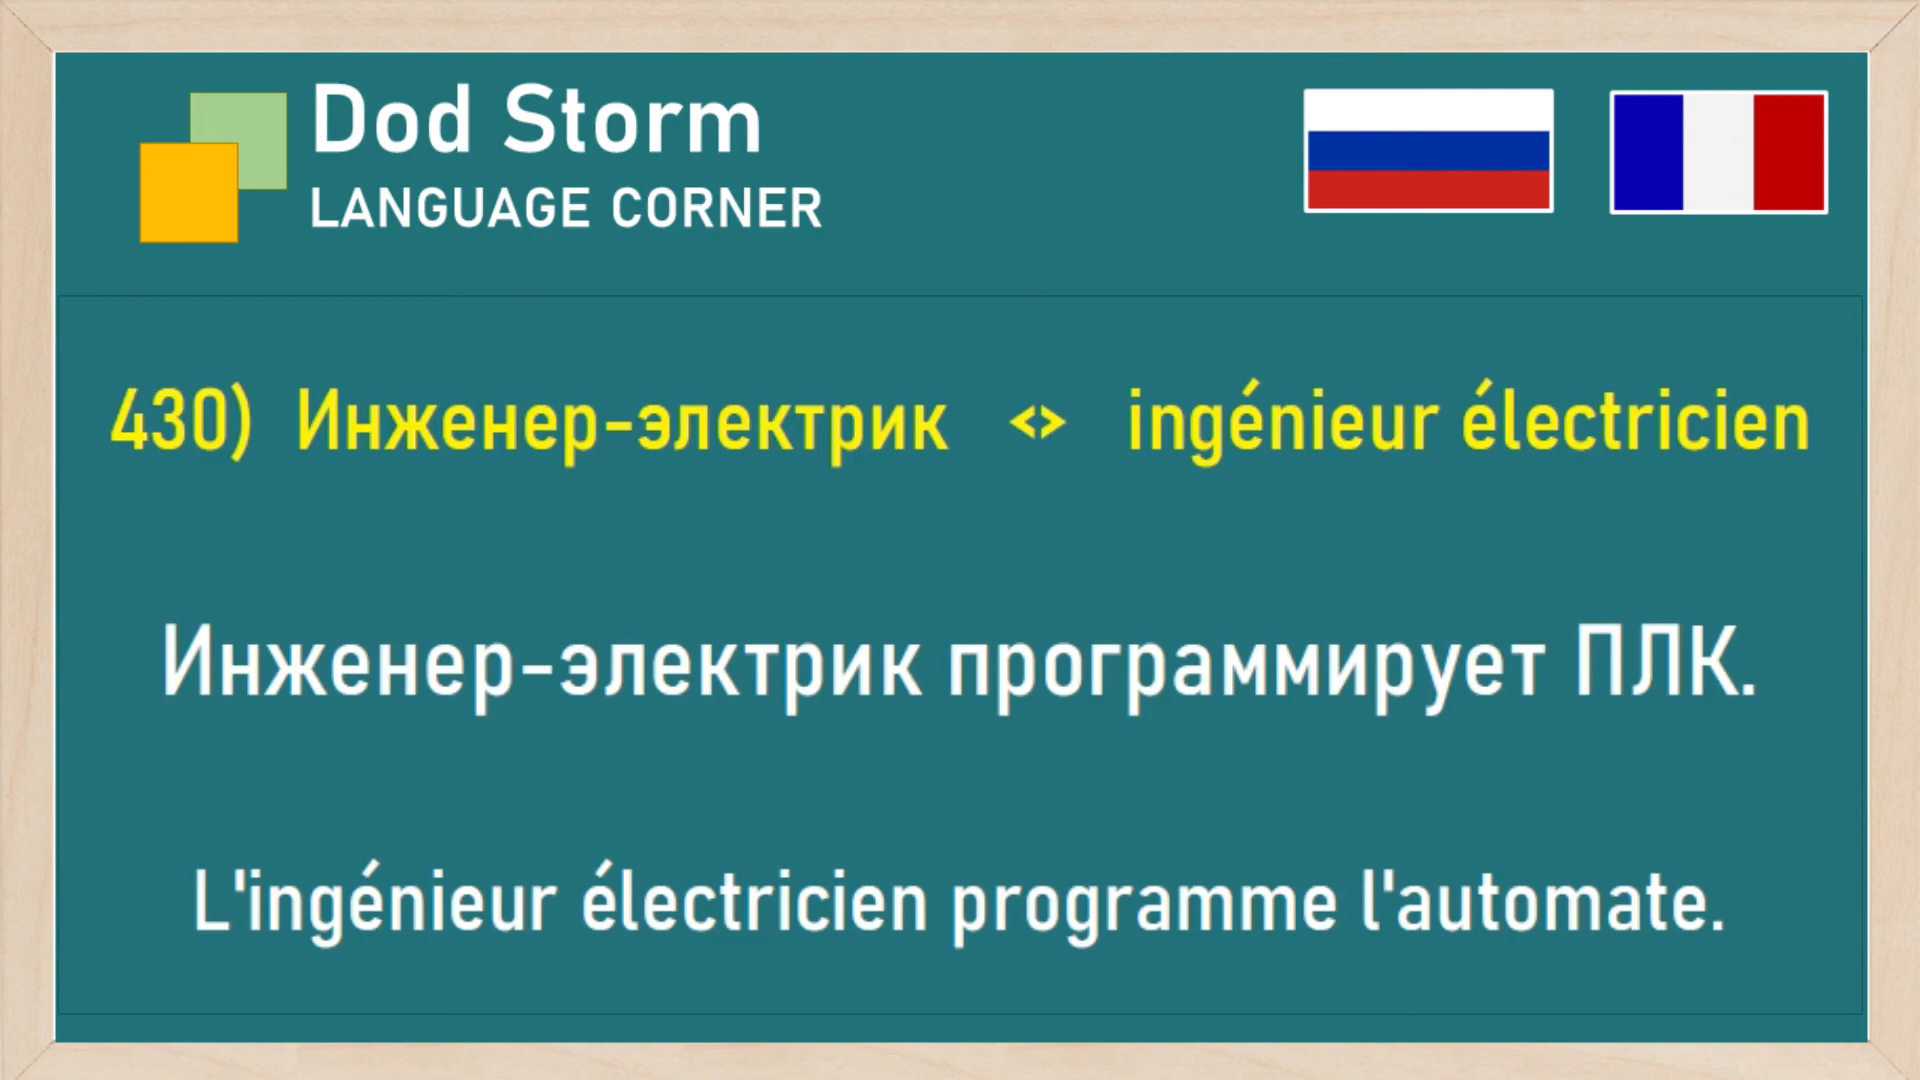 Dod Storm
LANGUAGE CORNER
430) Инженер-электрик <> ingénieur électricien
Инженер-электрик программирует ПЛК.
L'ingénieur électricien programme l'automate.